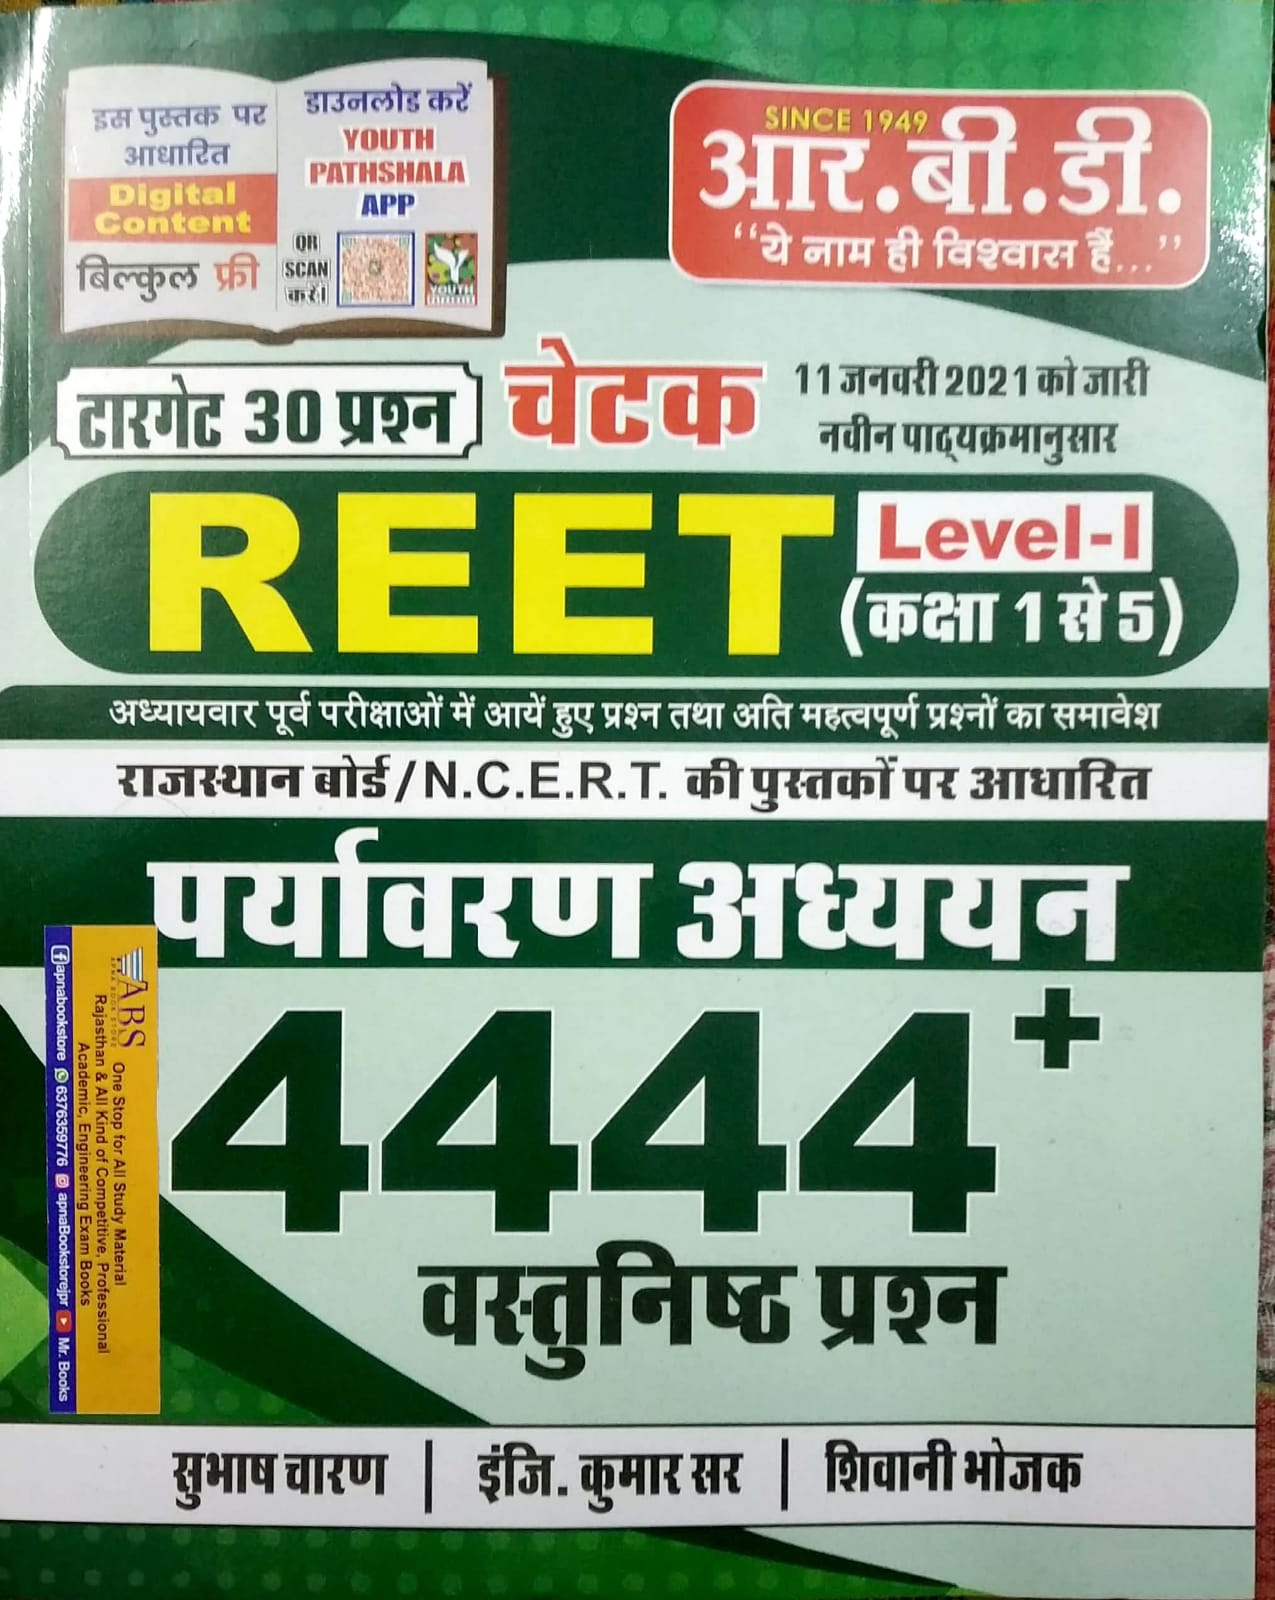 इस पुस्तक पर
आधारित
Digital
Content
बिल्कुल फ्री
डाउनलोड करें
YOUTH
PATHSHALA
APP
QR
SCAN
करें।
YOUTH
SINCE 1949
आर.बी.डी.
“ये नाम ही विश्वास हैं...”
टारगेट 30 प्रश्न
चेटक
11 जनवरी 2021 को जारी
नवीन पाठ्यक्रमानुसार
REET
Level-I
(कक्षा 1 से 5)
अध्यायवार पूर्व परीक्षाओं में आयें हुए प्रश्न तथा अति महत्वपूर्ण प्रश्नों का समावेश
राजस्थान बोर्ड/N.C.E.R.T. की पुस्तकों पर आधारित
पर्यावरण अध्ययन
4444+
वस्तुनिष्ठ प्रश्न
ABS
APNA BOOK STORE
One Stop for All Study Material
Rajasthan & All Kind of Competitive, Professional
Academic, Engineering Exam Books
apnabookstore 6376359776 apnaBookstorejpr Mr. Books
सुभाष चारण | इंजि. कुमार सर | शिवानी भोजक